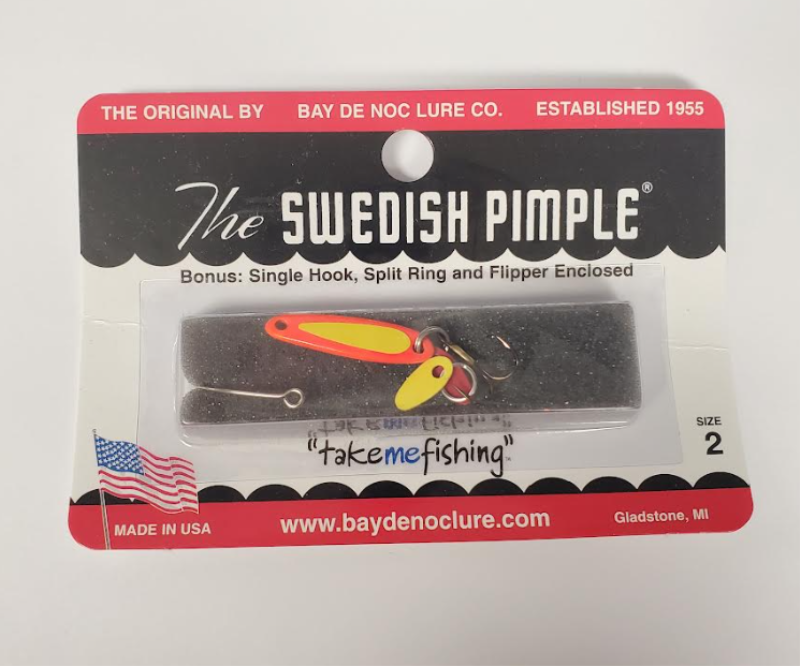 THE ORIGINAL BY BAY DE NOC LURE CO. ESTABLISHED 1955
The SWEDISH PIMPLE®
Bonus: Single Hook, Split Ring and Flipper Enclosed
"takemefishing"™
SIZE
2
MADE IN USA www.baydenoclure.com Gladstone, MI